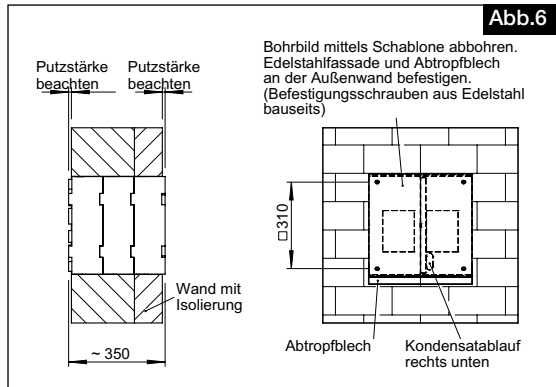 Abb.6
Bohrbild mittels Schablone abbohren.
Edelstahlfassade und Abtropfblech
an der Außenwand befestigen.
(Befestigungsschrauben aus Edelstahl
bauseits)
Putzstärke
beachten
Putzstärke
beachten
□310
Wand mit
Isolierung
~ 350
Abtropfblech
Kondensatablauf
rechts unten